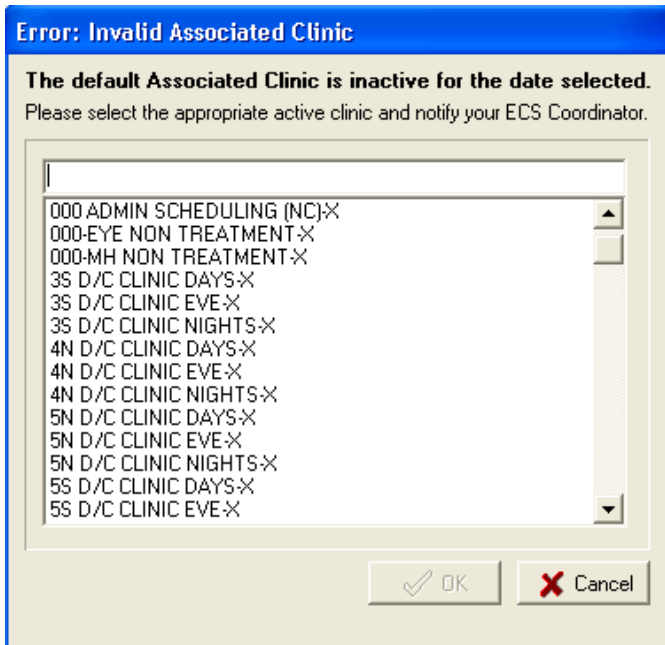 Error: Invalid Associated Clinic
The default Associated Clinic is inactive for the date selected.
Please select the appropriate active clinic and notify your ECS Coordinator.
000 ADMIN SCHEDULING (NC)-X
000-EYE NON TREATMENT-X
000-MH NON TREATMENT-X
3S D/C CLINIC DAYS-X
3S D/C CLINIC EVE-X
3S D/C CLINIC NIGHTS-X
4N D/C CLINIC DAYS-X
4N D/C CLINIC EVE-X
4N D/C CLINIC NIGHTS-X
5N D/C CLINIC DAYS-X
5N D/C CLINIC EVE-X
5N D/C CLINIC NIGHTS-X
5S D/C CLINIC DAYS-X
5S D/C CLINIC EVE-X
OK Cancel